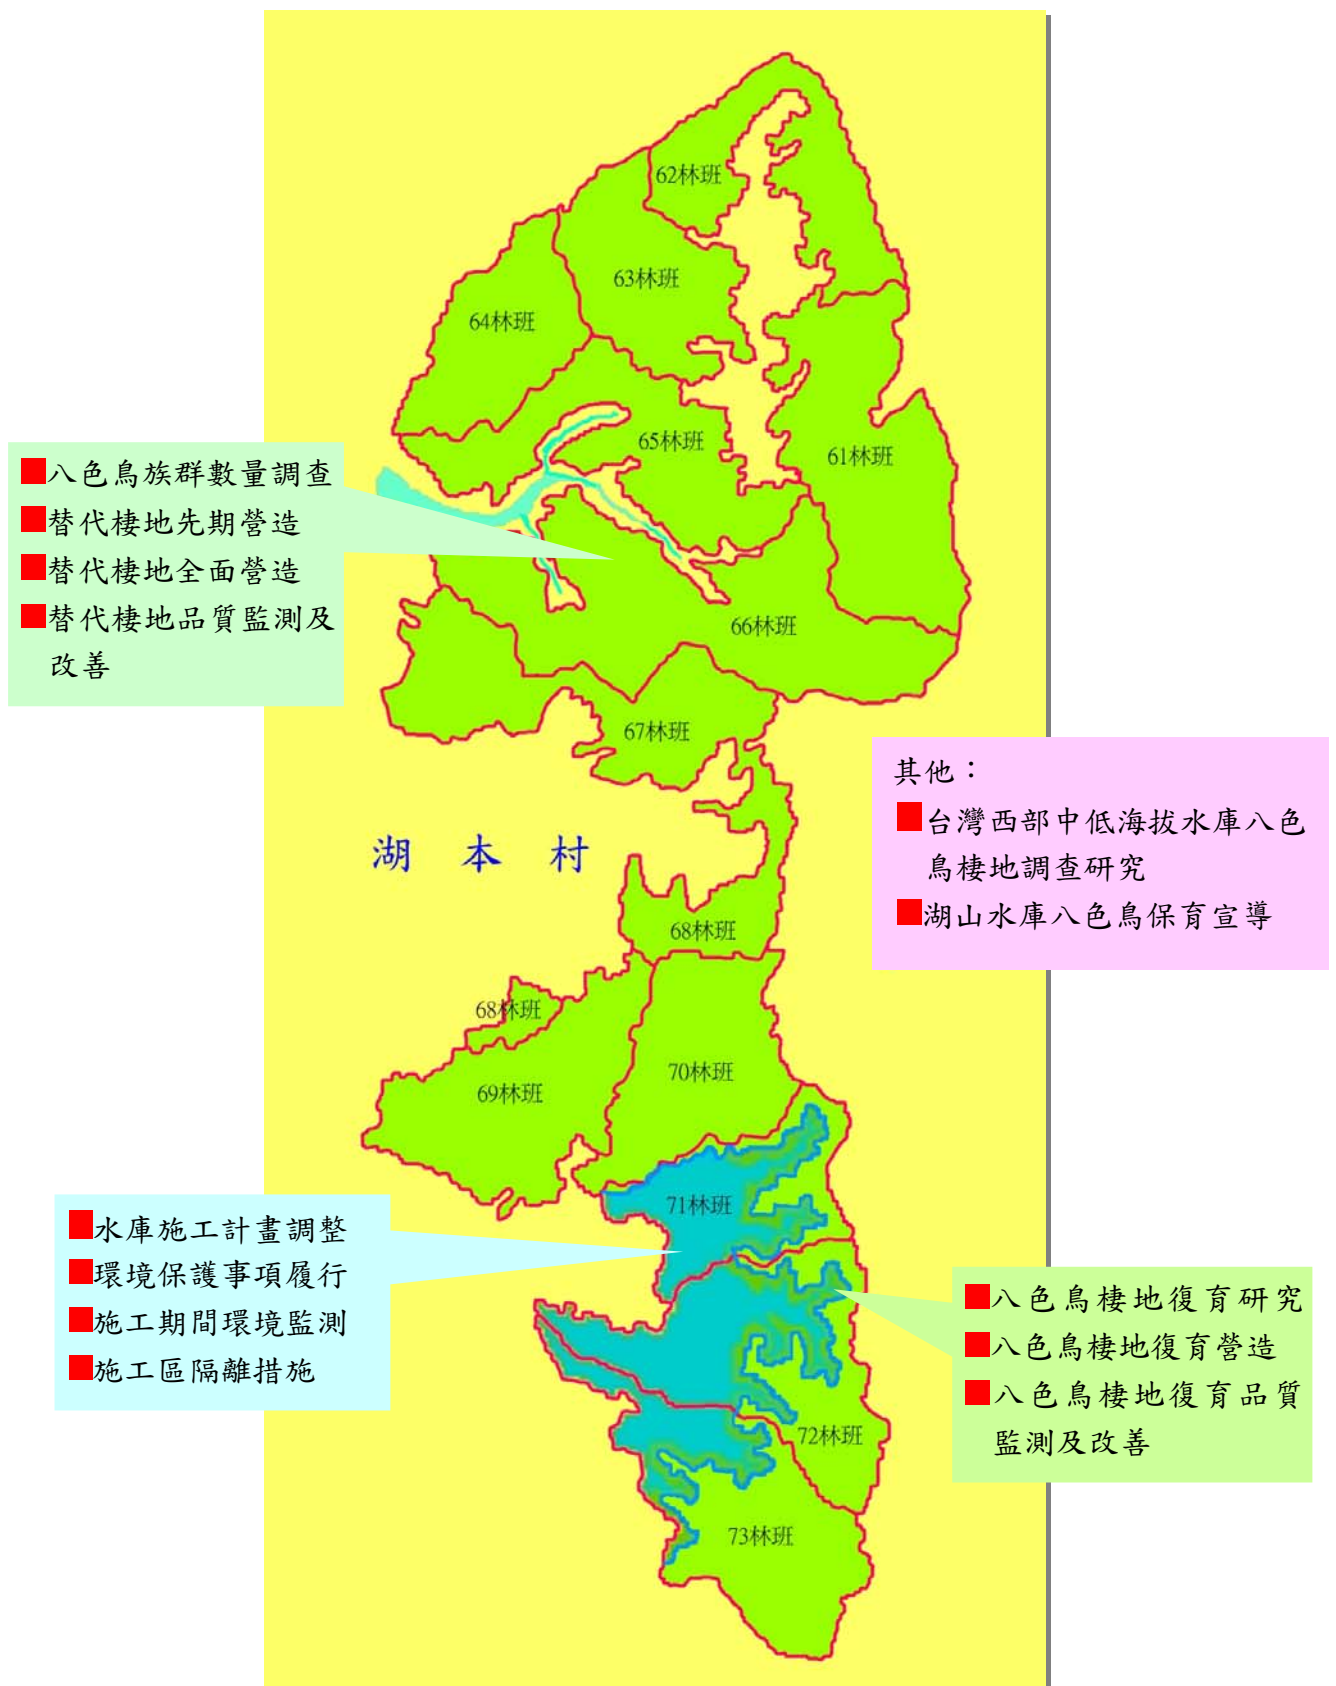 62林班
63林班
64林班
65林班
61林班
■八色鳥族群數量調查
■替代棲地先期營造
■替代棲地全面營造
■替代棲地品質監測及
改善
66林班
67林班
其他：
■台灣西部中低海拔水庫八色
鳥棲地調查研究
■湖山水庫八色鳥保育宣導
湖 本 村
68林班
68林班
70林班
69林班
71林班
■水庫施工計畫調整
■環境保護事項履行
■施工期間環境監測
■施工區隔離措施
■八色鳥棲地復育研究
■八色鳥棲地復育營造
■八色鳥棲地復育品質
監測及改善
72林班
73林班